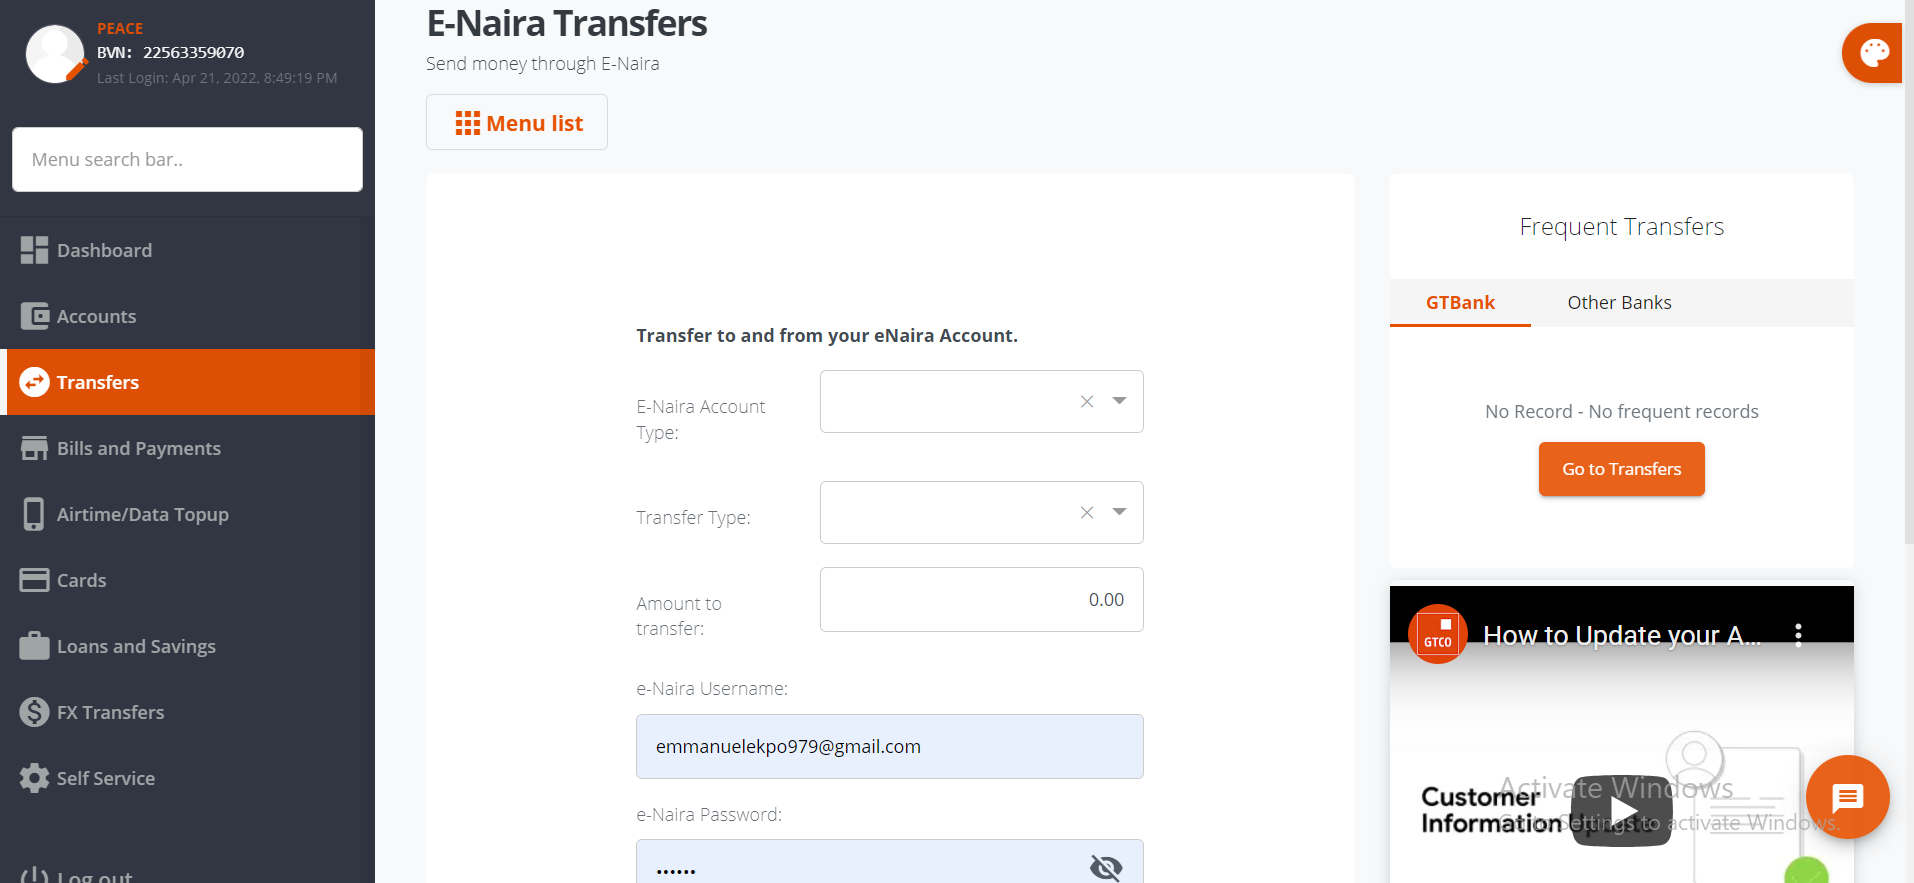 PEACE
BVN: 22563359070
Last Login: Apr 21, 2022, 8:49:19 PM
Menu search bar..
Dashboard
Accounts
Transfers
Bills and Payments
Airtime/Data Topup
Cards
Loans and Savings
FX Transfers
Self Service
Log out
E-Naira Transfers
Send money through E-Naira
Menu list
Transfer to and from your eNaira Account.
E-Naira Account
Type:
Transfer Type:
Amount to
transfer:
0.00
e-Naira Username:
emmanuelekpo979@gmail.com
e-Naira Password:
••••••
Frequent Transfers
GTBank
Other Banks
No Record - No frequent records
Go to Transfers
GTCO
How to Update your A...
Customer
Information
Activate Windows
Go to Settings to activate Windows.